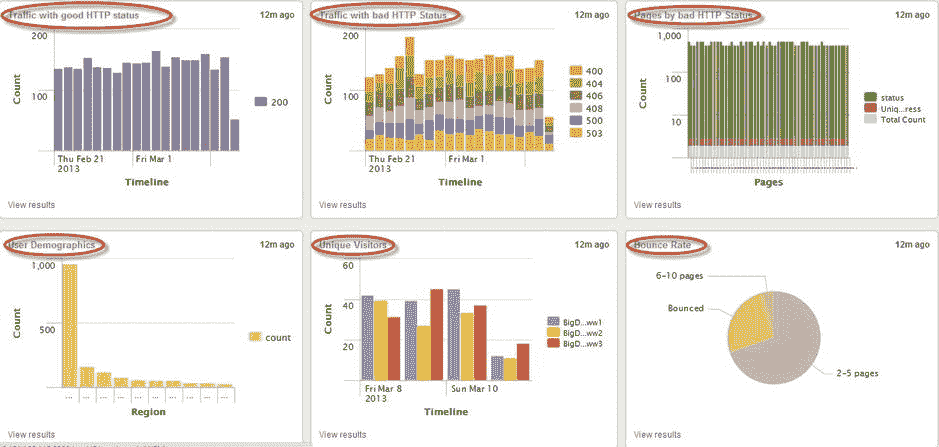 Traffic with good HTTP status
12m ago
200
Count
100
200
Thu Feb 21
2013
Fri Mar 1
Timeline
View results
Traffic with bad HTTP Status
12m ago
200
Count
100
400
404
406
408
500
503
Thu Feb 21
2013
Fri Mar 1
Timeline
View results
Pages by bad HTTP Status
12m ago
1,000
Count
100
10
status
Uniq...ress
Total Count
Pages
View results
User Demographics
12m ago
1,000
Count
500
count
... ... ... ... ... ... ... ... ...
Region
View results
Unique Visitors
12m ago
60
Count
40
20
BigD...ww1
BigD...ww2
BigD...ww3
Fri Mar 8
2013
Sun Mar 10
Timeline
View results
Bounce Rate
12m ago
6-10 pages
Bounced
2-5 pages
View results